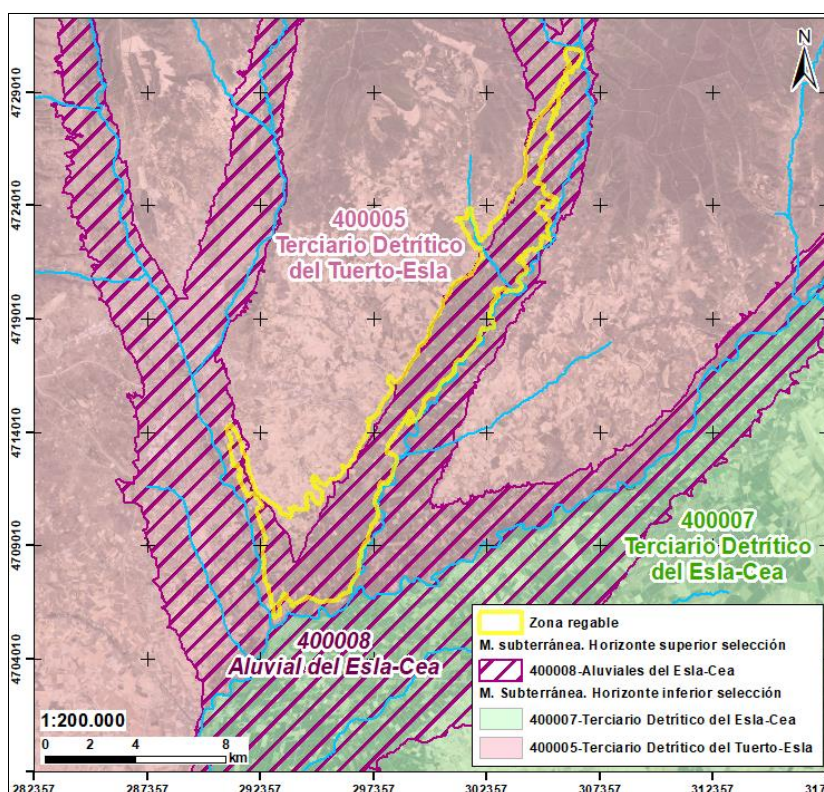 N
4729010
4724010
4719010
4714010
4709010
4704010
400005
Terciario Detrítico
del Tuerto-Esla
400007
Terciario Detrítico
del Esla-Cea
400008
Aluvial del Esla-Cea
Zona regable
M. subterránea. Horizonte superior selección
400008-Aluviales del Esla-Cea
M. Subterránea. Horizonte inferior selección
400007-Terciario Detrítico del Esla-Cea
400005-Terciario Detrítico del Tuerto-Esla
1:200.000
0 2 4 8
km
282357 287357 292357 297357 302357 307357 312357 317